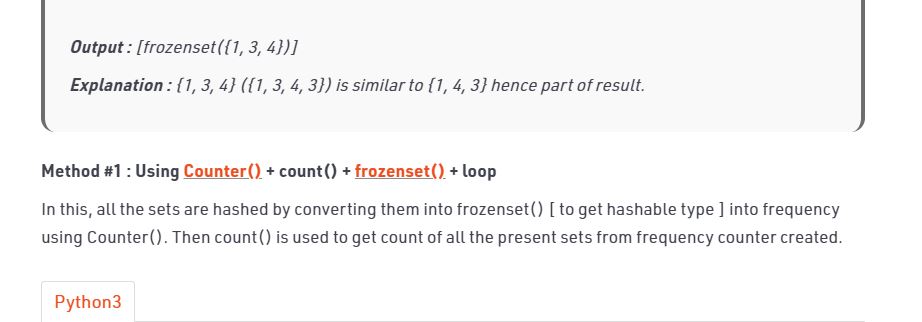 Output : [frozenset({1, 3, 4})]
Explanation : {1, 3, 4} ({1, 3, 4, 3}) is similar to {1, 4, 3} hence part of result.
Method #1 : Using Counter() + count() + frozenset() + loop
In this, all the sets are hashed by converting them into frozenset() [ to get hashable type ] into frequency
using Counter(). Then count() is used to get count of all the present sets from frequency counter created.
Python3